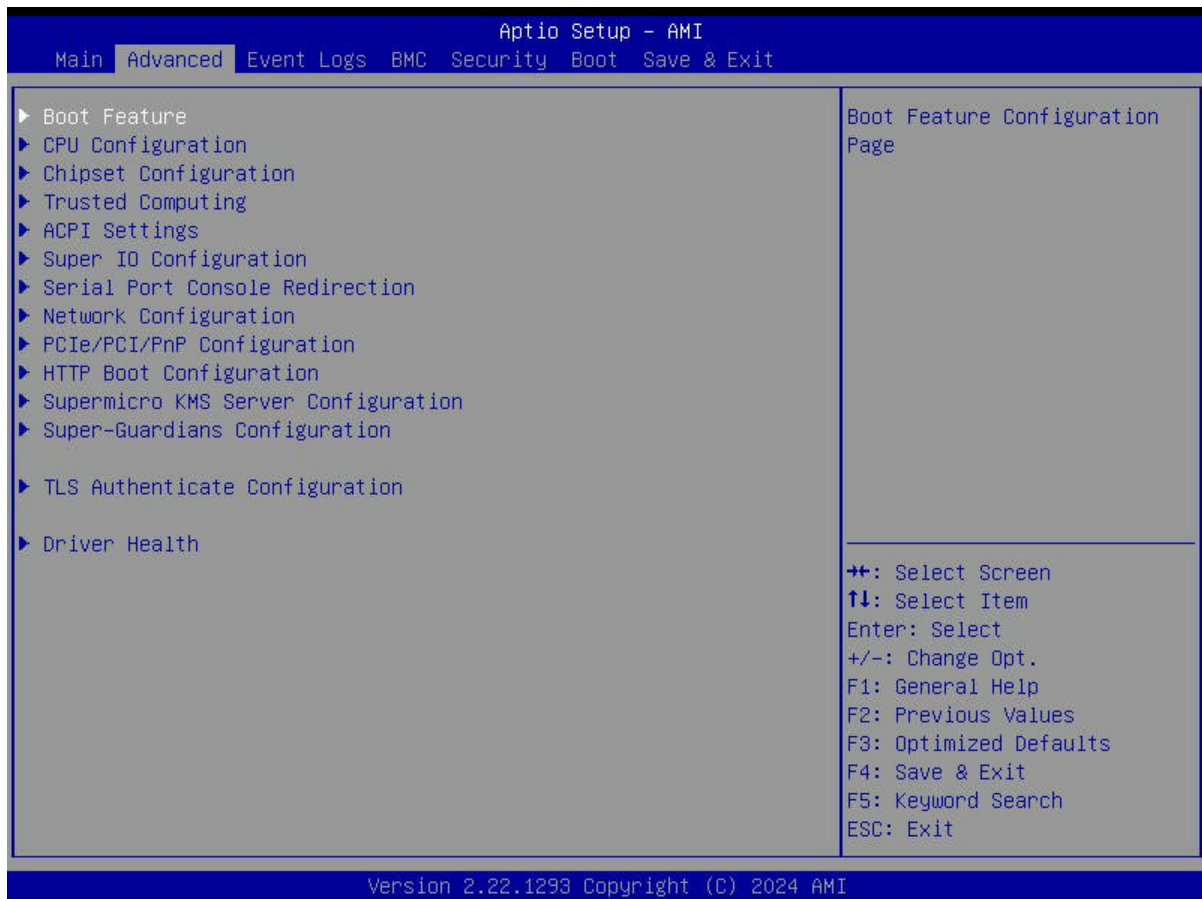 Aptio Setup – AMI
Main Advanced Event Logs BMC Security Boot Save & Exit
▶ Boot Feature
▶ CPU Configuration
▶ Chipset Configuration
▶ Trusted Computing
▶ ACPI Settings
▶ Super IO Configuration
▶ Serial Port Console Redirection
▶ Network Configuration
▶ PCIe/PCI/PnP Configuration
▶ HTTP Boot Configuration
▶ Supermicro KMS Server Configuration
▶ Super-Guardians Configuration
▶ TLS Authenticate Configuration
▶ Driver Health
Boot Feature Configuration
Page
→←: Select Screen
↑↓: Select Item
Enter: Select
+/-: Change Opt.
F1: General Help
F2: Previous Values
F3: Optimized Defaults
F4: Save & Exit
F5: Keyword Search
ESC: Exit
Version 2.22.1293 Copyright (C) 2024 AMI